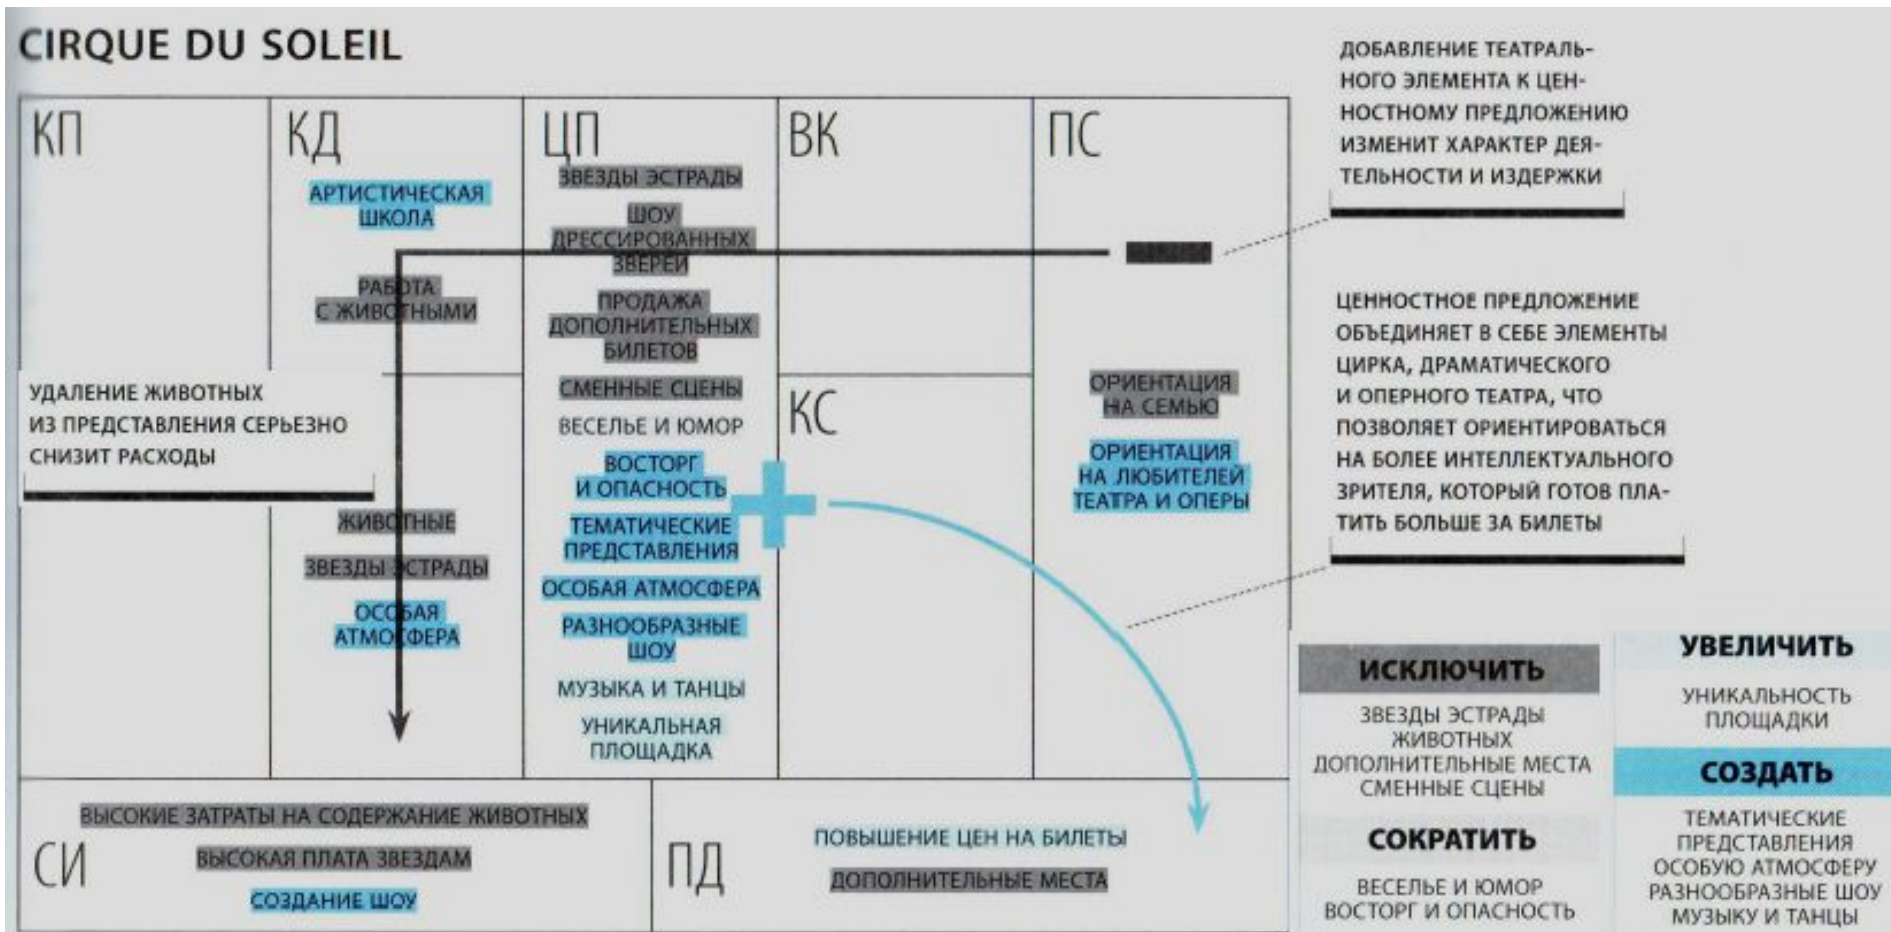 CIRQUE DU SOLEIL
КП
КД
АРТИСТИЧЕСКАЯ
ШКОЛА
РАБОТА
С ЖИВОТНЫМИ
УДАЛЕНИЕ ЖИВОТНЫХ
ИЗ ПРЕДСТАВЛЕНИЯ СЕРЬЕЗНО
СНИЗИТ РАСХОДЫ
ЖИВОТНЫЕ
ЗВЕЗДЫ ЭСТРАДЫ
ОСОБАЯ
АТМОСФЕРА
ЦП
ЗВЕЗДЫ ЭСТРАДЫ
ШОУ
ДРЕССИРОВАННЫХ
ЗВЕРЕЙ
ПРОДАЖА
ДОПОЛНИТЕЛЬНЫХ
БИЛЕТОВ
СМЕННЫЕ СЦЕНЫ
ВЕСЕЛЬЕ И ЮМОР
ВОСТОРГ
И ОПАСНОСТЬ
ТЕМАТИЧЕСКИЕ
ПРЕДСТАВЛЕНИЯ
ОСОБАЯ АТМОСФЕРА
РАЗНООБРАЗНЫЕ
ШОУ
МУЗЫКА И ТАНЦЫ
УНИКАЛЬНАЯ
ПЛОЩАДКА
ВК
КС
ПС
ОРИЕНТАЦИЯ
НА СЕМЬЮ
ОРИЕНТАЦИЯ
НА ЛЮБИТЕЛЕЙ
ТЕАТРА И ОПЕРЫ
СИ
ВЫСОКИЕ ЗАТРАТЫ НА СОДЕРЖАНИЕ ЖИВОТНЫХ
ВЫСОКАЯ ПЛАТА ЗВЕЗДАМ
СОЗДАНИЕ ШОУ
ПД
ПОВЫШЕНИЕ ЦЕН НА БИЛЕТЫ
ДОПОЛНИТЕЛЬНЫЕ МЕСТА
ДОБАВЛЕНИЕ ТЕАТРАЛЬ-
НОГО ЭЛЕМЕНТА К ЦЕН-
НОСТНОМУ ПРЕДЛОЖЕНИЮ
ИЗМЕНИТ ХАРАКТЕР ДЕЯ-
ТЕЛЬНОСТИ И ИЗДЕРЖКИ
ЦЕННОСТНОЕ ПРЕДЛОЖЕНИЕ
ОБЪЕДИНЯЕТ В СЕБЕ ЭЛЕМЕНТЫ
ЦИРКА, ДРАМАТИЧЕСКОГО
И ОПЕРНОГО ТЕАТРА, ЧТО
ПОЗВОЛЯЕТ ОРИЕНТИРОВАТЬСЯ
НА БОЛЕЕ ИНТЕЛЛЕКТУАЛЬНОГО
ЗРИТЕЛЯ, КОТОРЫЙ ГОТОВ ПЛА-
ТИТЬ БОЛЬШЕ ЗА БИЛЕТЫ
ИСКЛЮЧИТЬ
ЗВЕЗДЫ ЭСТРАДЫ
ЖИВОТНЫХ
ДОПОЛНИТЕЛЬНЫЕ МЕСТА
СМЕННЫЕ СЦЕНЫ
СОКРАТИТЬ
ВЕСЕЛЬЕ И ЮМОР
ВОСТОРГ И ОПАСНОСТЬ
УВЕЛИЧИТЬ
УНИКАЛЬНОСТЬ
ПЛОЩАДКИ
СОЗДАТЬ
ТЕМАТИЧЕСКИЕ
ПРЕДСТАВЛЕНИЯ
ОСОБУЮ АТМОСФЕРУ
РАЗНООБРАЗНЫЕ ШОУ
МУЗЫКУ И ТАНЦЫ